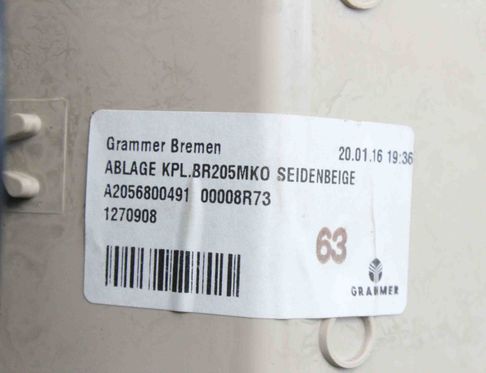 Grammer Bremen
20.01.16 19:36
ABLAGE KPL.BR205MKO SEIDENBEIGE
A2056800491 00008R73
1270908
63
GRAMMER